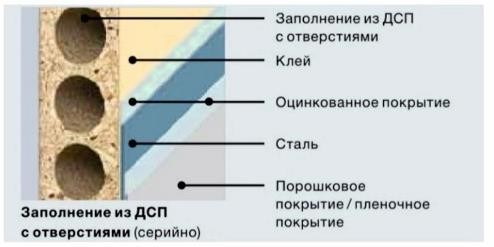 Заполнение из ДСП
с отверстиями
Клей
Оцинкованное покрытие
Сталь
Порошковое
покрытие / пленочное
покрытие
Заполнение из ДСП
с отверстиями (серийно)